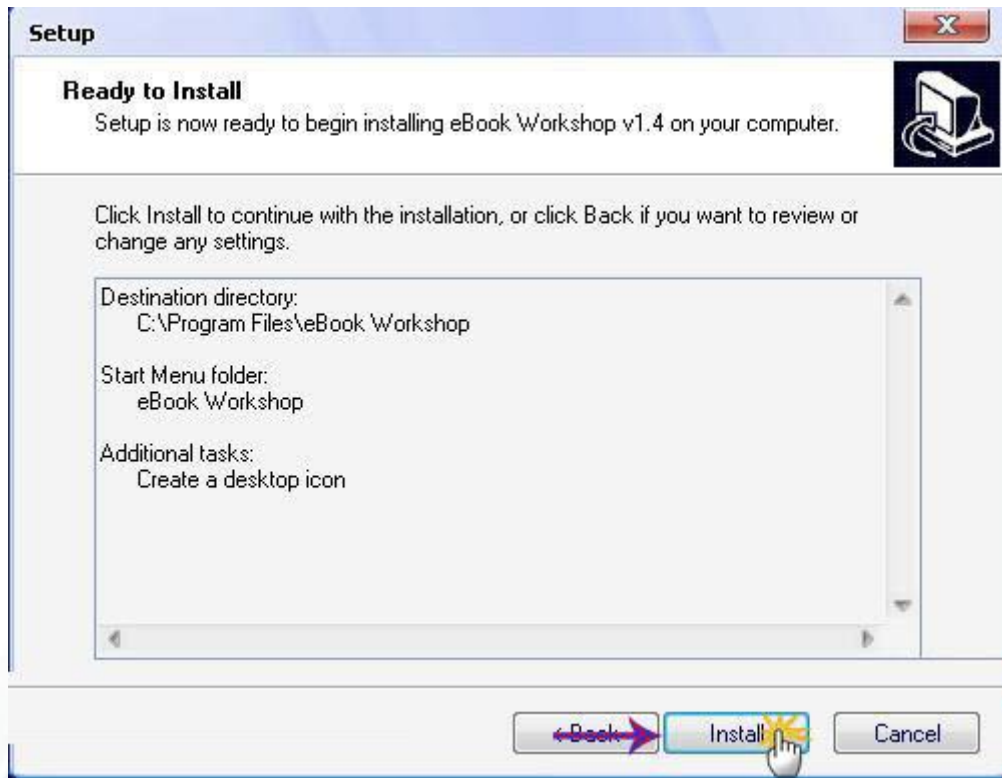 Setup
Ready to Install
Setup is now ready to begin installing eBook Workshop v1.4 on your computer.
Click Install to continue with the installation, or click Back if you want to review or
change any settings.
Destination directory:
C:\Program Files\eBook Workshop
Start Menu folder:
eBook Workshop
Additional tasks:
Create a desktop icon
< Back
Install
Cancel